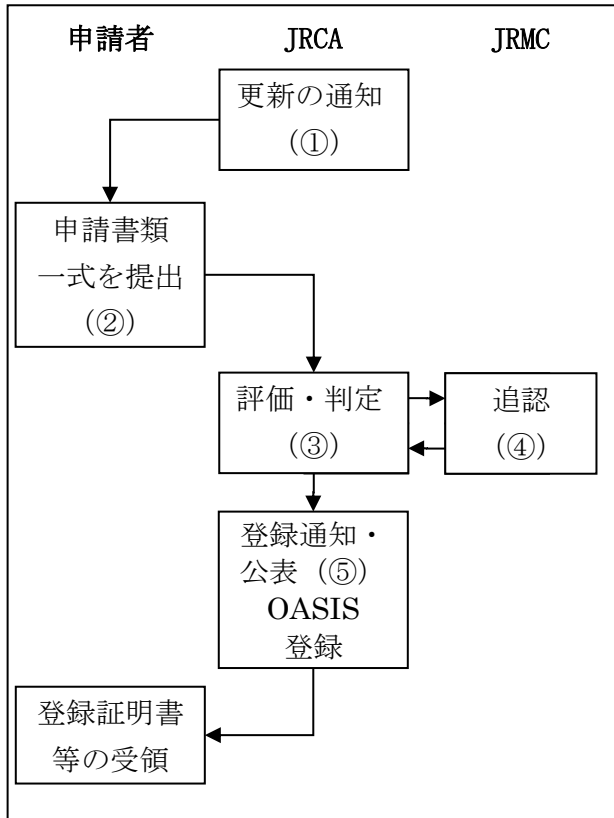 申請者 JRCA JRMC
更新の通知
(①)
申請書類
一式を提出
(②)
評価・判定
(③)
追認
(④)
登録通知・
公表（⑤）
OASIS
登録
登録証明書
等の受領